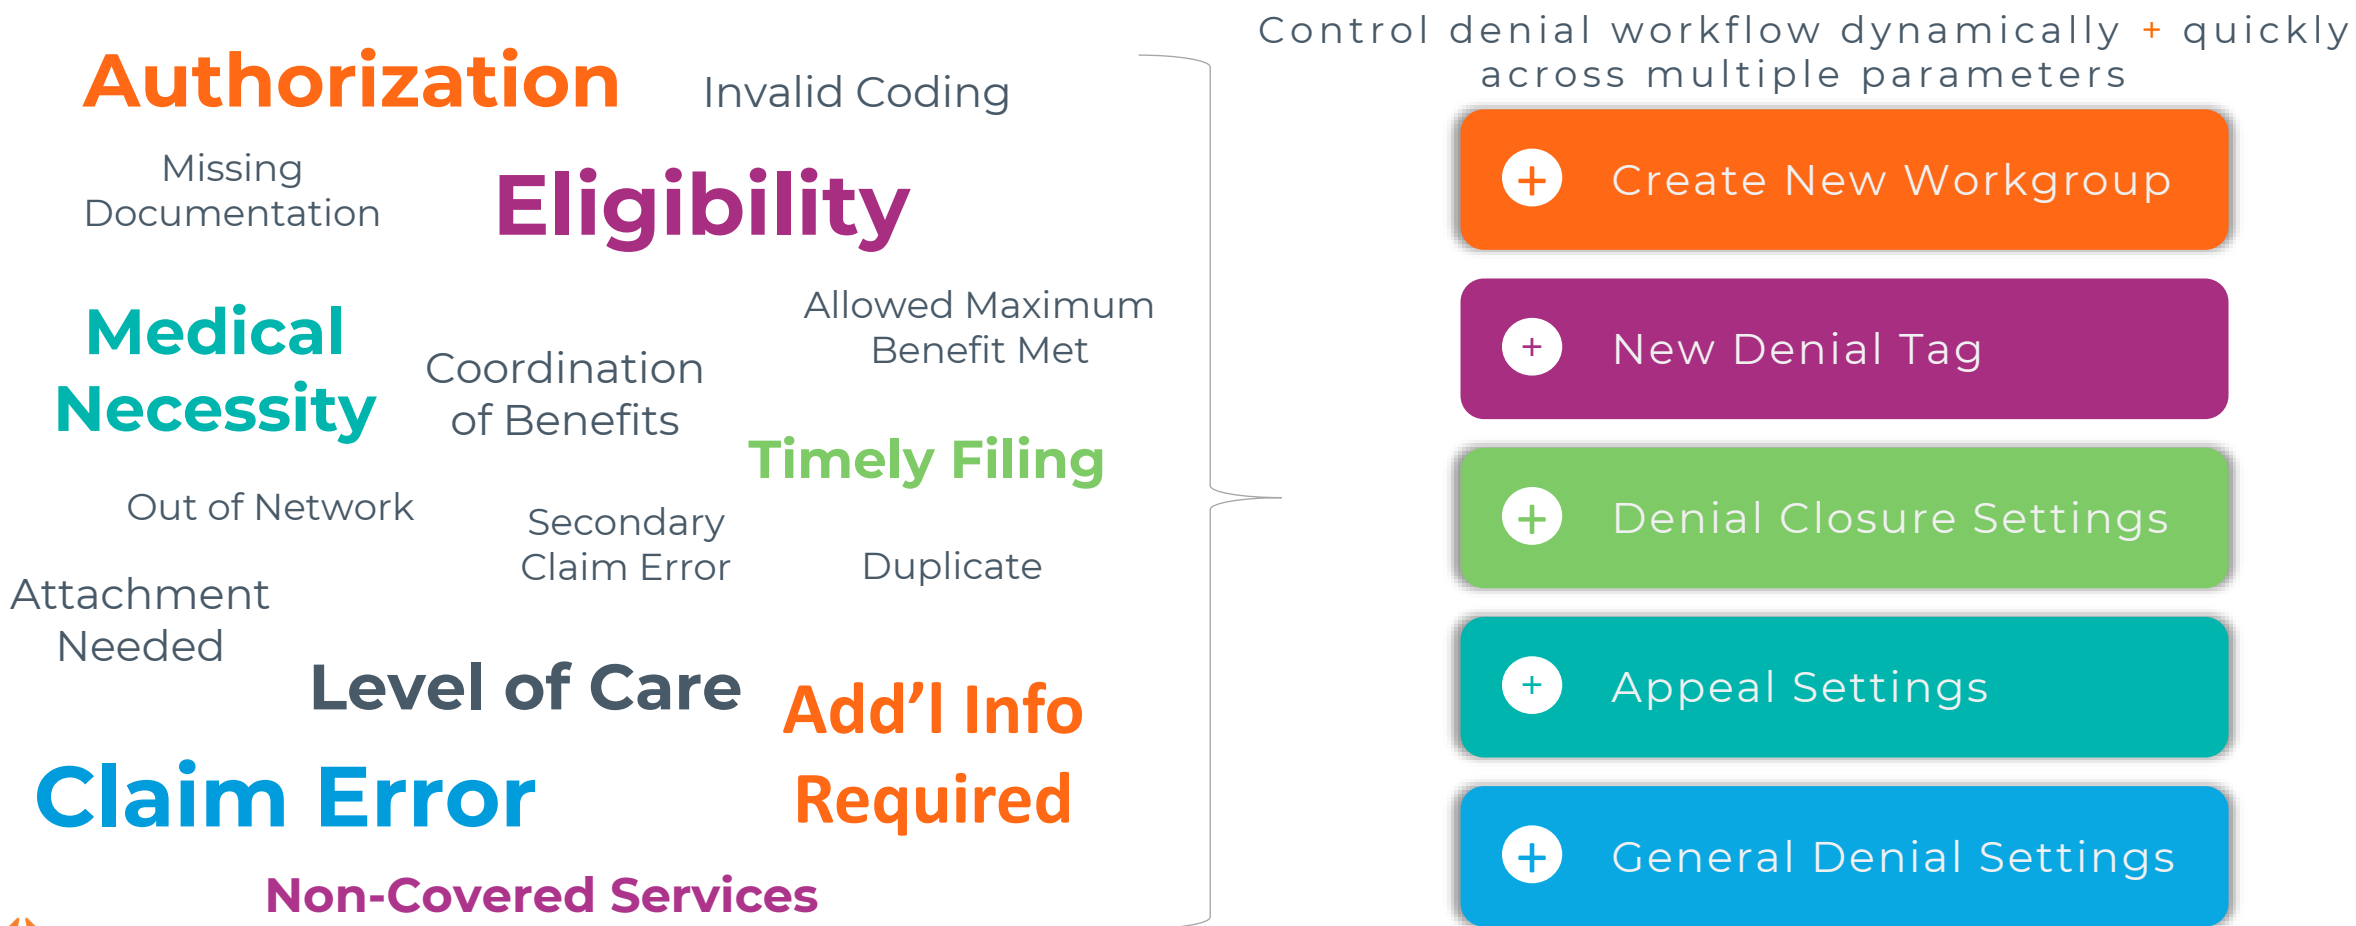 Authorization
Invalid Coding
Missing
Documentation
Eligibility
Medical
Necessity
Coordination
of Benefits
Allowed Maximum
Benefit Met
Timely Filing
Out of Network
Secondary
Claim Error
Duplicate
Attachment
Needed
Level of Care
Add’l Info
Required
Claim Error
Non-Covered Services
Control denial workflow dynamically + quickly
across multiple parameters
+ Create New Workgroup
+ New Denial Tag
+ Denial Closure Settings
+ Appeal Settings
+ General Denial Settings